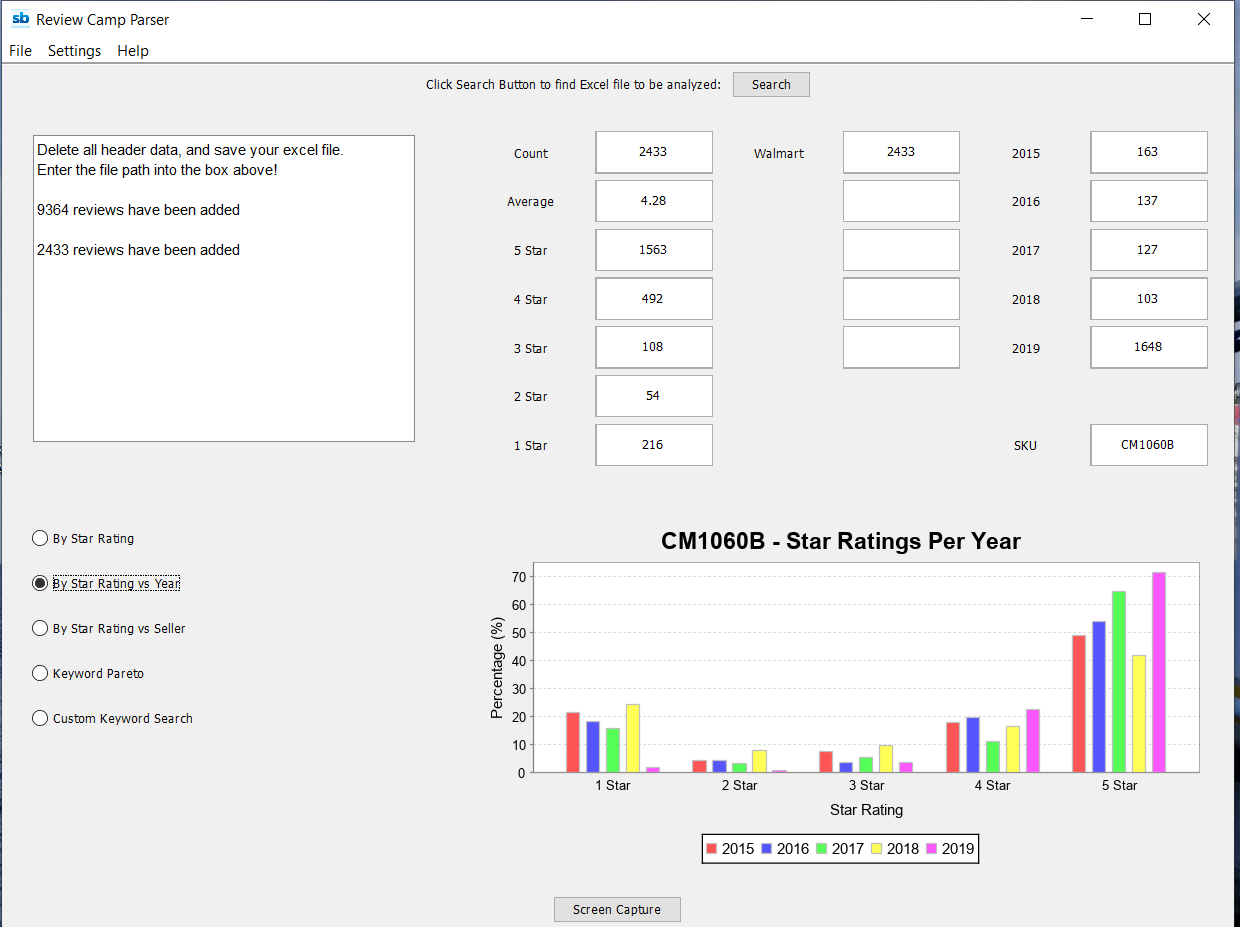 sb Review Camp Parser
File Settings Help
Click Search Button to find Excel file to be analyzed: Search
Delete all header data, and save your excel file.
Enter the file path into the box above!
9364 reviews have been added
2433 reviews have been added
Count 2433 Walmart 2433 2015 163
Average 4.28 2016 137
5 Star 1563 2017 127
4 Star 492 2018 103
3 Star 108 2019 1648
2 Star 54
1 Star 216 SKU CM1060B
By Star Rating
By Star Rating vs Year
By Star Rating vs Seller
Keyword Pareto
Custom Keyword Search
CM1060B - Star Ratings Per Year
Percentage (%)
70
60
50
40
30
20
10
0
1 Star 2 Star 3 Star 4 Star 5 Star
Star Rating
2015 2016 2017 2018 2019
Screen Capture